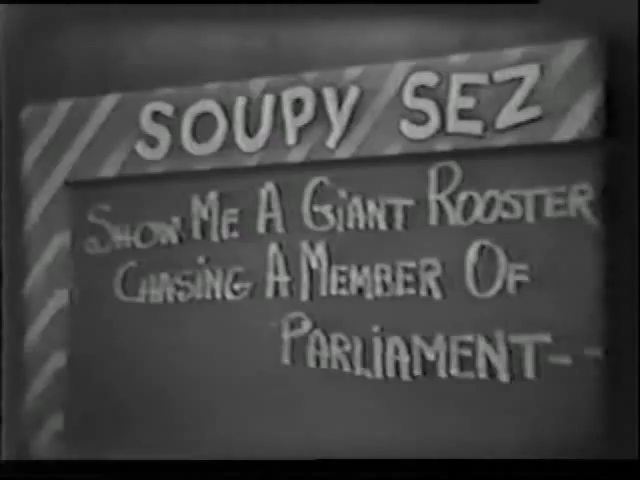 SOUPY SEZ
SHOW ME A GIANT ROOSTER
CHASING A MEMBER OF
PARLIAMENT--